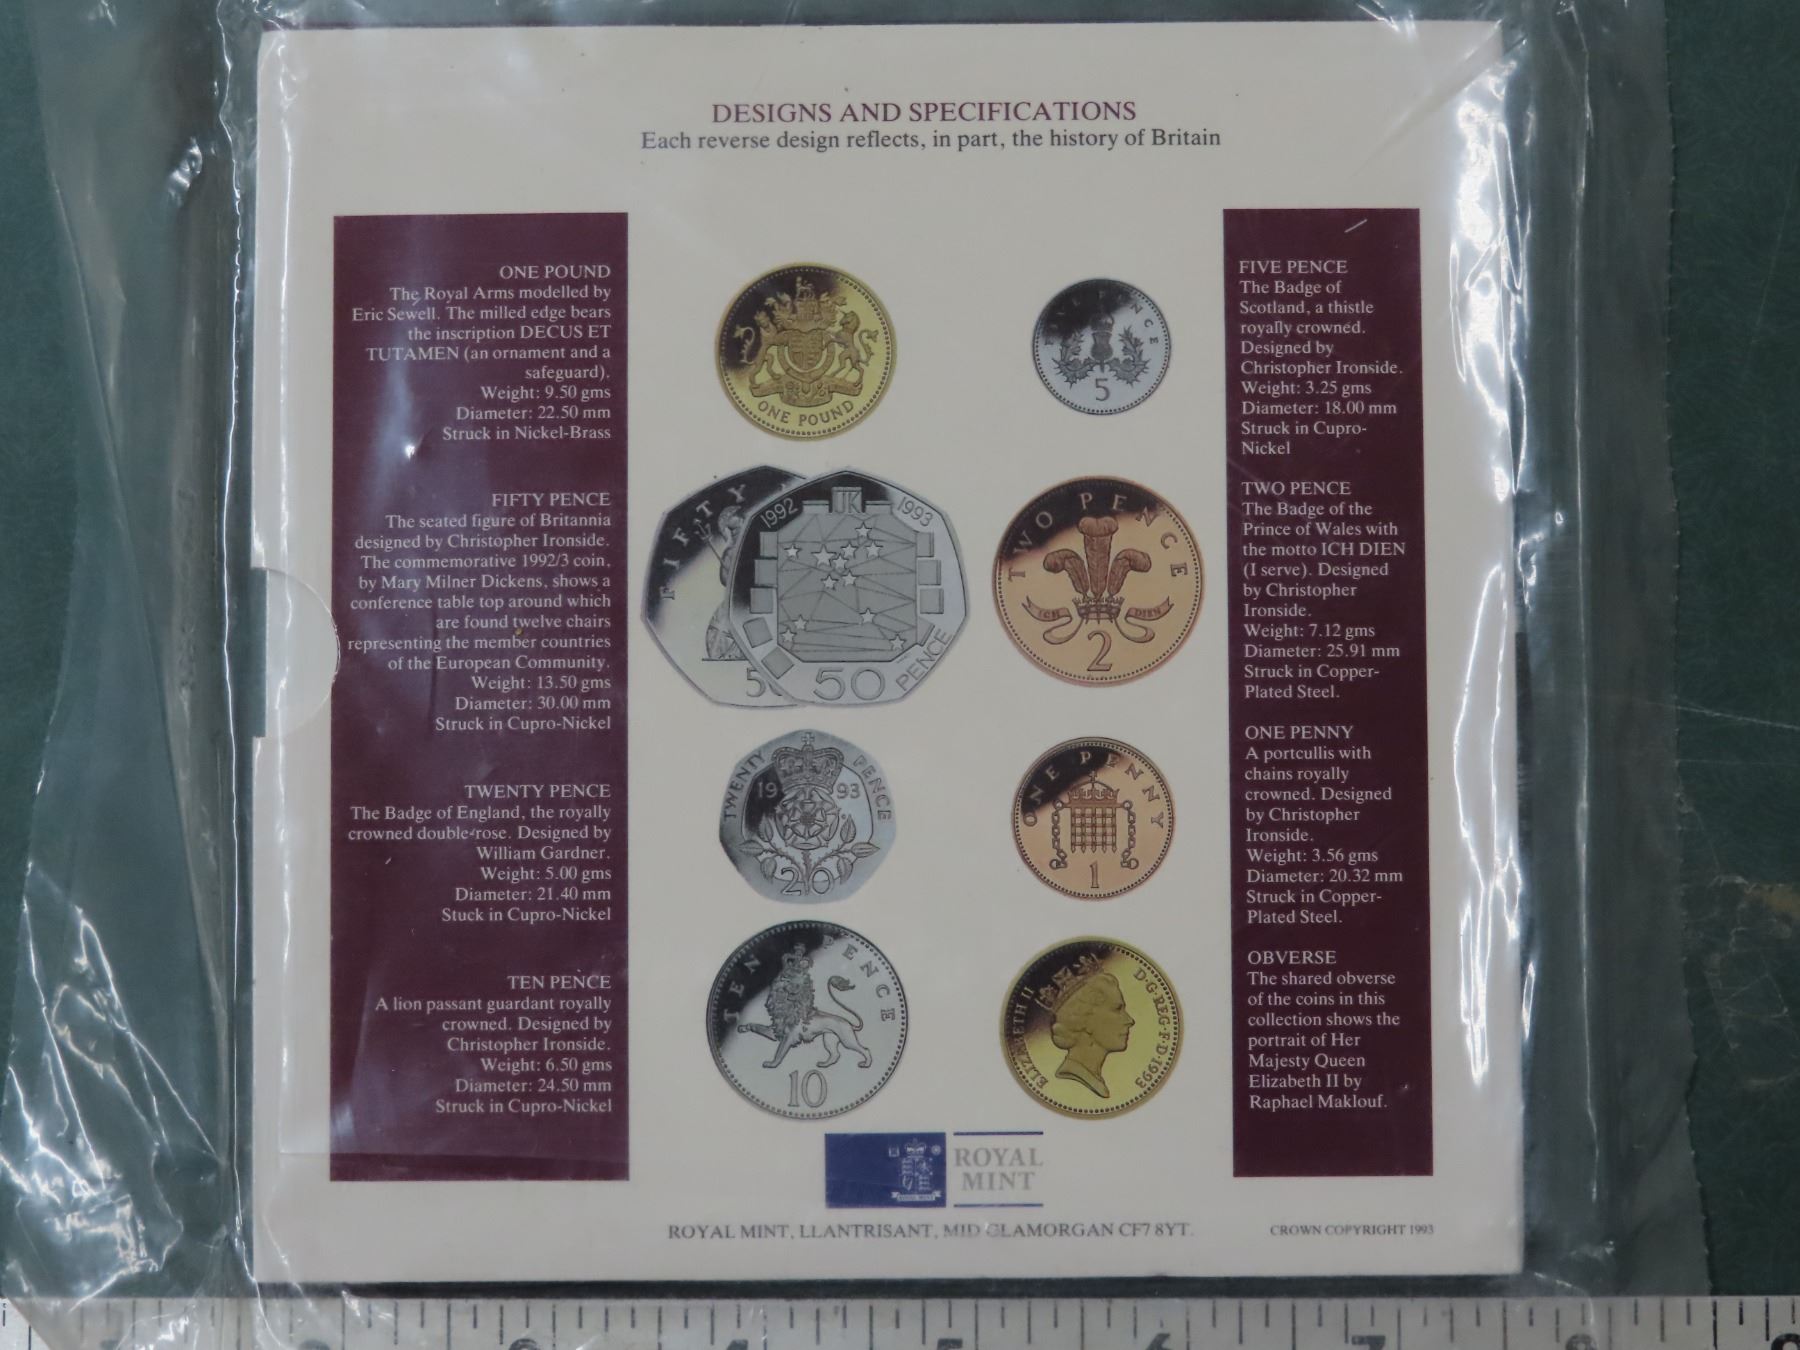 DESIGNS AND SPECIFICATIONS
Each reverse design reflects, in part, the history of Britain
ONE POUND
The Royal Arms modelled by
Eric Sewell. The milled edge bears
the inscription DECUS ET
TUTAMEN (an ornament and a
safeguard).
Weight: 9.50 gms
Diameter: 22.50 mm
Struck in Nickel-Brass
FIFTY PENCE
The seated figure of Britannia
designed by Christopher Ironside.
The commemorative 1992/3 coin,
by Mary Milner Dickens, shows a
conference table top around which
are found twelve chairs
representing the member countries
of the European Community.
Weight: 13.50 gms
Diameter: 30.00 mm
Struck in Cupro-Nickel
TWENTY PENCE
The Badge of England, the royally
crowned double-rose. Designed by
William Gardner.
Weight: 5.00 gms
Diameter: 21.40 mm
Stuck in Cupro-Nickel
TEN PENCE
A lion passant guardant royally
crowned. Designed by
Christopher Ironside.
Weight: 6.50 gms
Diameter: 24.50 mm
Struck in Cupro-Nickel
ONE POUND
FIVE PENCE
5
FIFTY
50
1992 UK 1993
50 PENCE
TWO PENCE
ICH DIEN
2
TWENTY PENCE
1993
20
ONE PENNY
1
TEN PENCE
10
ELIZABETH II D·G·REG·F·D·1993
FIVE PENCE
The Badge of
Scotland, a thistle
royally crowned.
Designed by
Christopher Ironside.
Weight: 3.25 gms
Diameter: 18.00 mm
Struck in Cupro-
Nickel
TWO PENCE
The Badge of the
Prince of Wales with
the motto ICH DIEN
(I serve). Designed
by Christopher
Ironside.
Weight: 7.12 gms
Diameter: 25.91 mm
Struck in Copper-
Plated Steel.
ONE PENNY
A portcullis with
chains royally
crowned. Designed
by Christopher
Ironside.
Weight: 3.56 gms
Diameter: 20.32 mm
Struck in Copper-
Plated Steel.
OBVERSE
The shared obverse
of the coins in this
collection shows the
portrait of Her
Majesty Queen
Elizabeth II by
Raphael Maklouf.
ROYAL MINT
ROYAL
MINT
ROYAL MINT, LLANTRISANT, MID GLAMORGAN CF7 8YT.
CROWN COPYRIGHT 1993
4 5 6 7 8 9